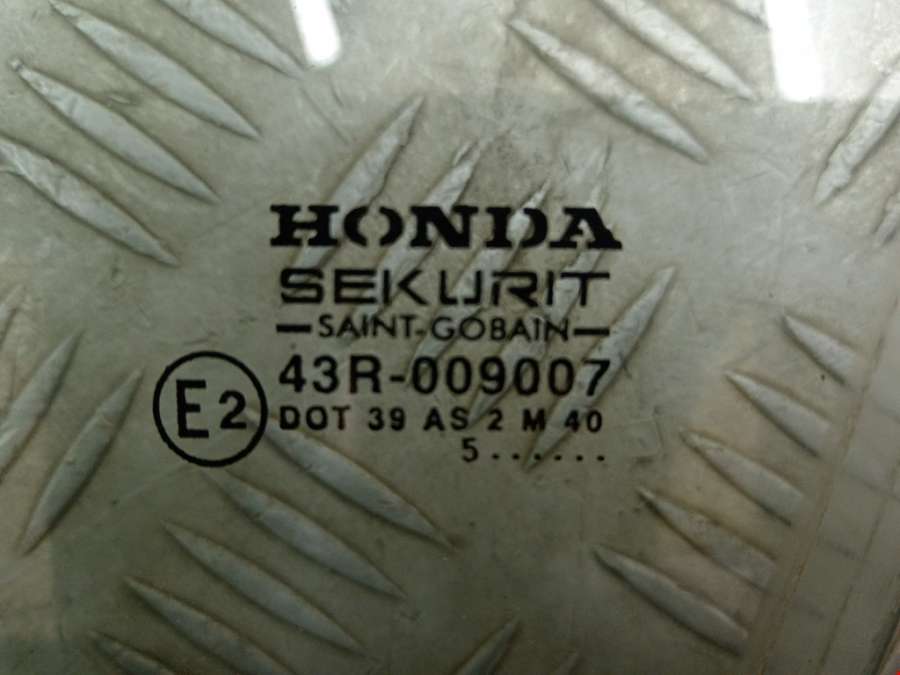 HONDA
SEKURIT
—SAINT-GOBAIN—
E2
43R-009007
DOT 39 AS 2 M 40
5......